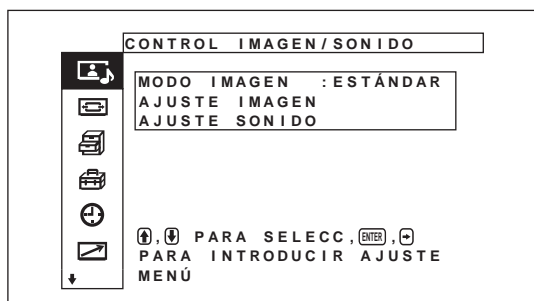 CONTROL IMAGEN/SONIDO
MODO IMAGEN :ESTÁNDAR
AJUSTE IMAGEN
AJUSTE SONIDO
, PARA SELECC, ENTER ,
PARA INTRODUCIR AJUSTE
MENÚ